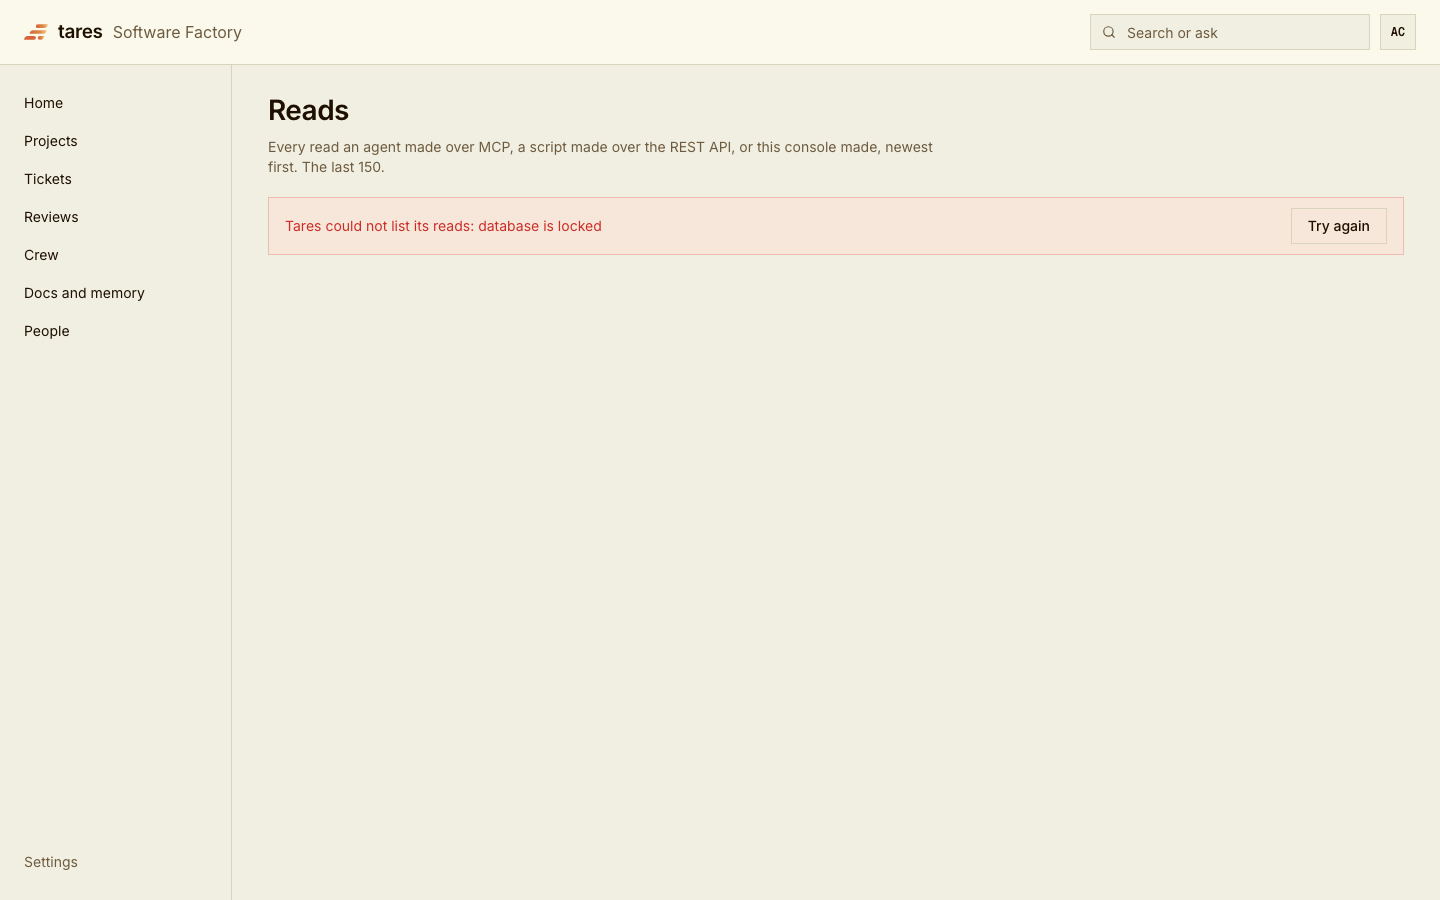 tares Software Factory
Search or ask
AC
Home
Projects
Tickets
Reviews
Crew
Docs and memory
People
Settings
Reads
Every read an agent made over MCP, a script made over the REST API, or this console made, newest
first. The last 150.
Tares could not list its reads: database is locked
Try again